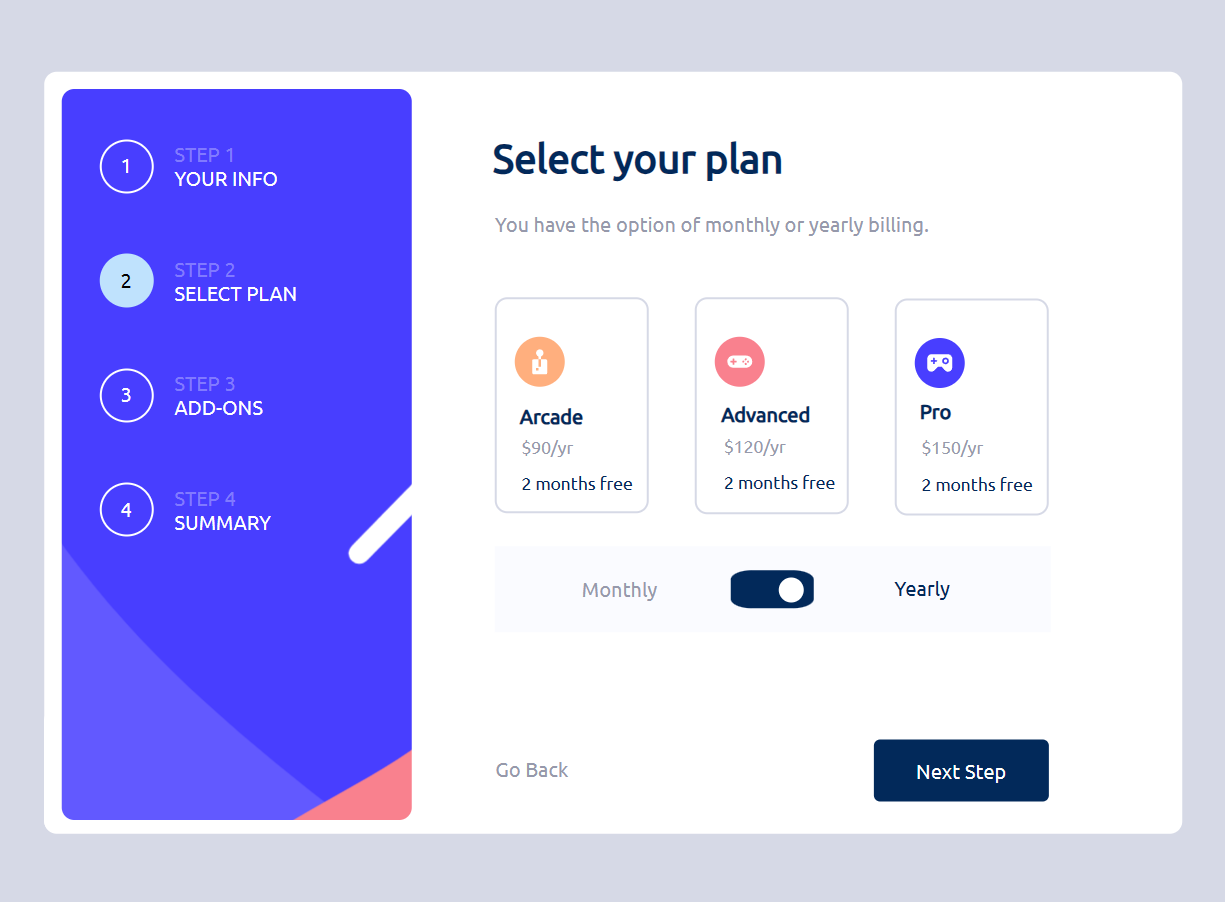 1
STEP 1
YOUR INFO
2
STEP 2
SELECT PLAN
3
STEP 3
ADD-ONS
4
STEP 4
SUMMARY
Select your plan
You have the option of monthly or yearly billing.
Arcade
$90/yr
2 months free
Advanced
$120/yr
2 months free
Pro
$150/yr
2 months free
Monthly
Yearly
Go Back
Next Step